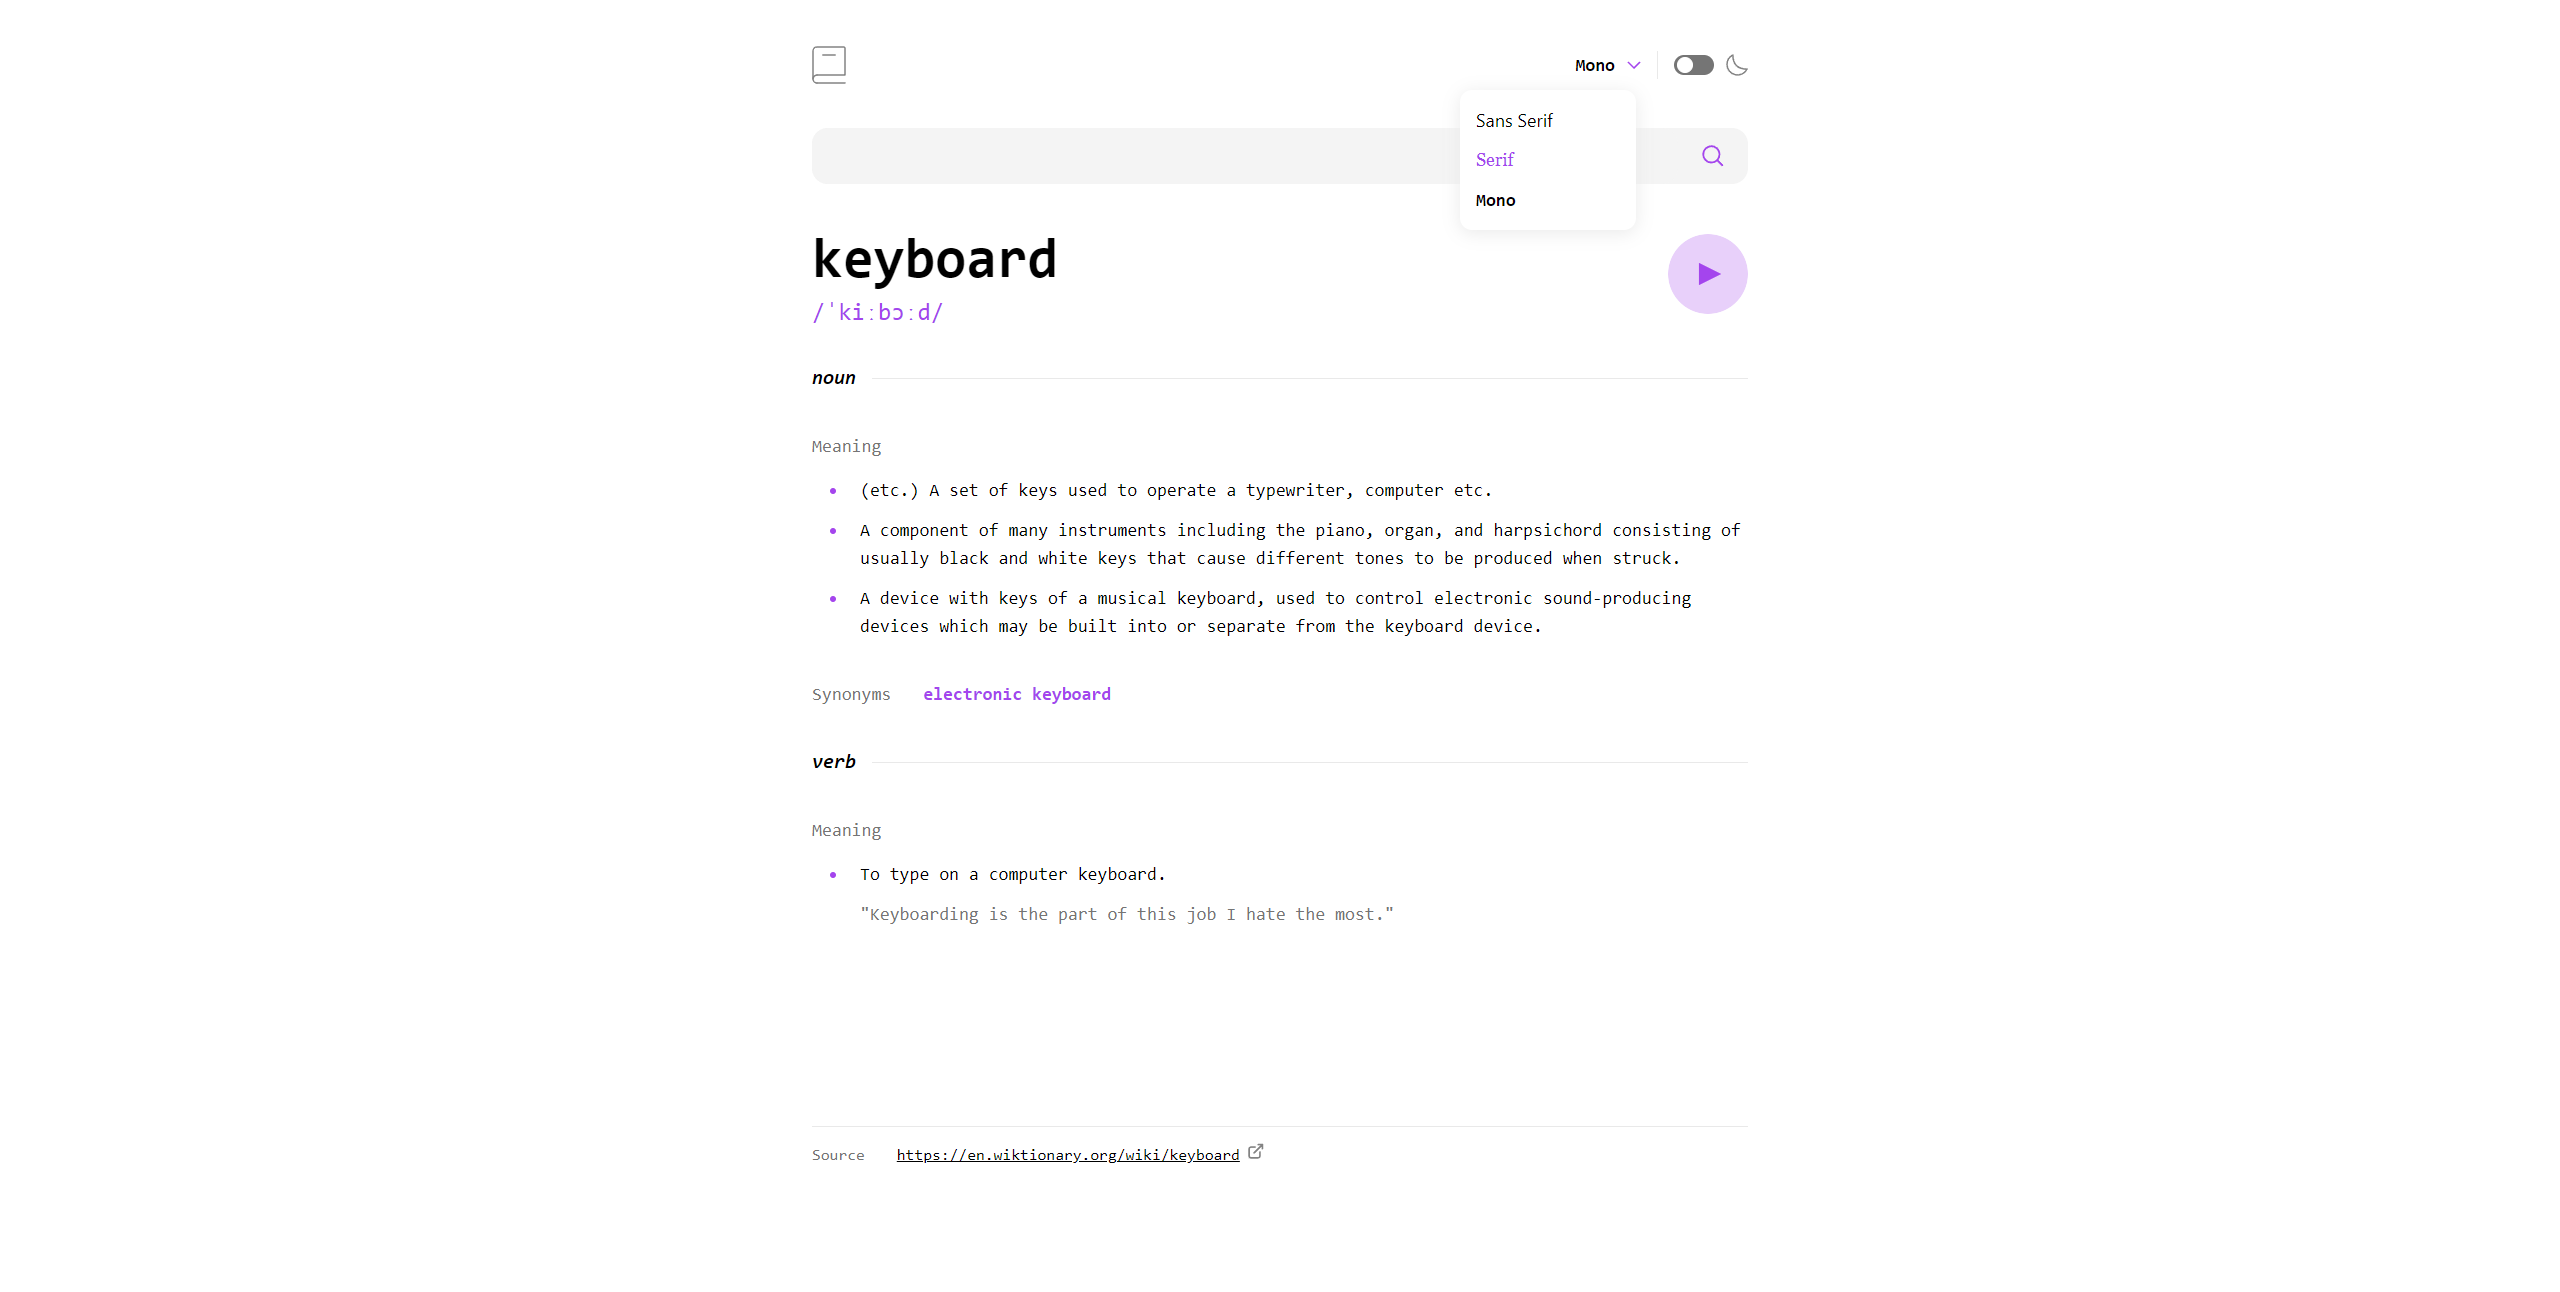 Mono
Sans Serif
Serif
Mono
keyboard
/ˈkiːbɔːd/
noun
Meaning
(etc.) A set of keys used to operate a typewriter, computer etc.
A component of many instruments including the piano, organ, and harpsichord consisting of
usually black and white keys that cause different tones to be produced when struck.
A device with keys of a musical keyboard, used to control electronic sound-producing
devices which may be built into or separate from the keyboard device.
Synonyms electronic keyboard
verb
Meaning
To type on a computer keyboard.
"Keyboarding is the part of this job I hate the most."
Source https://en.wiktionary.org/wiki/keyboard